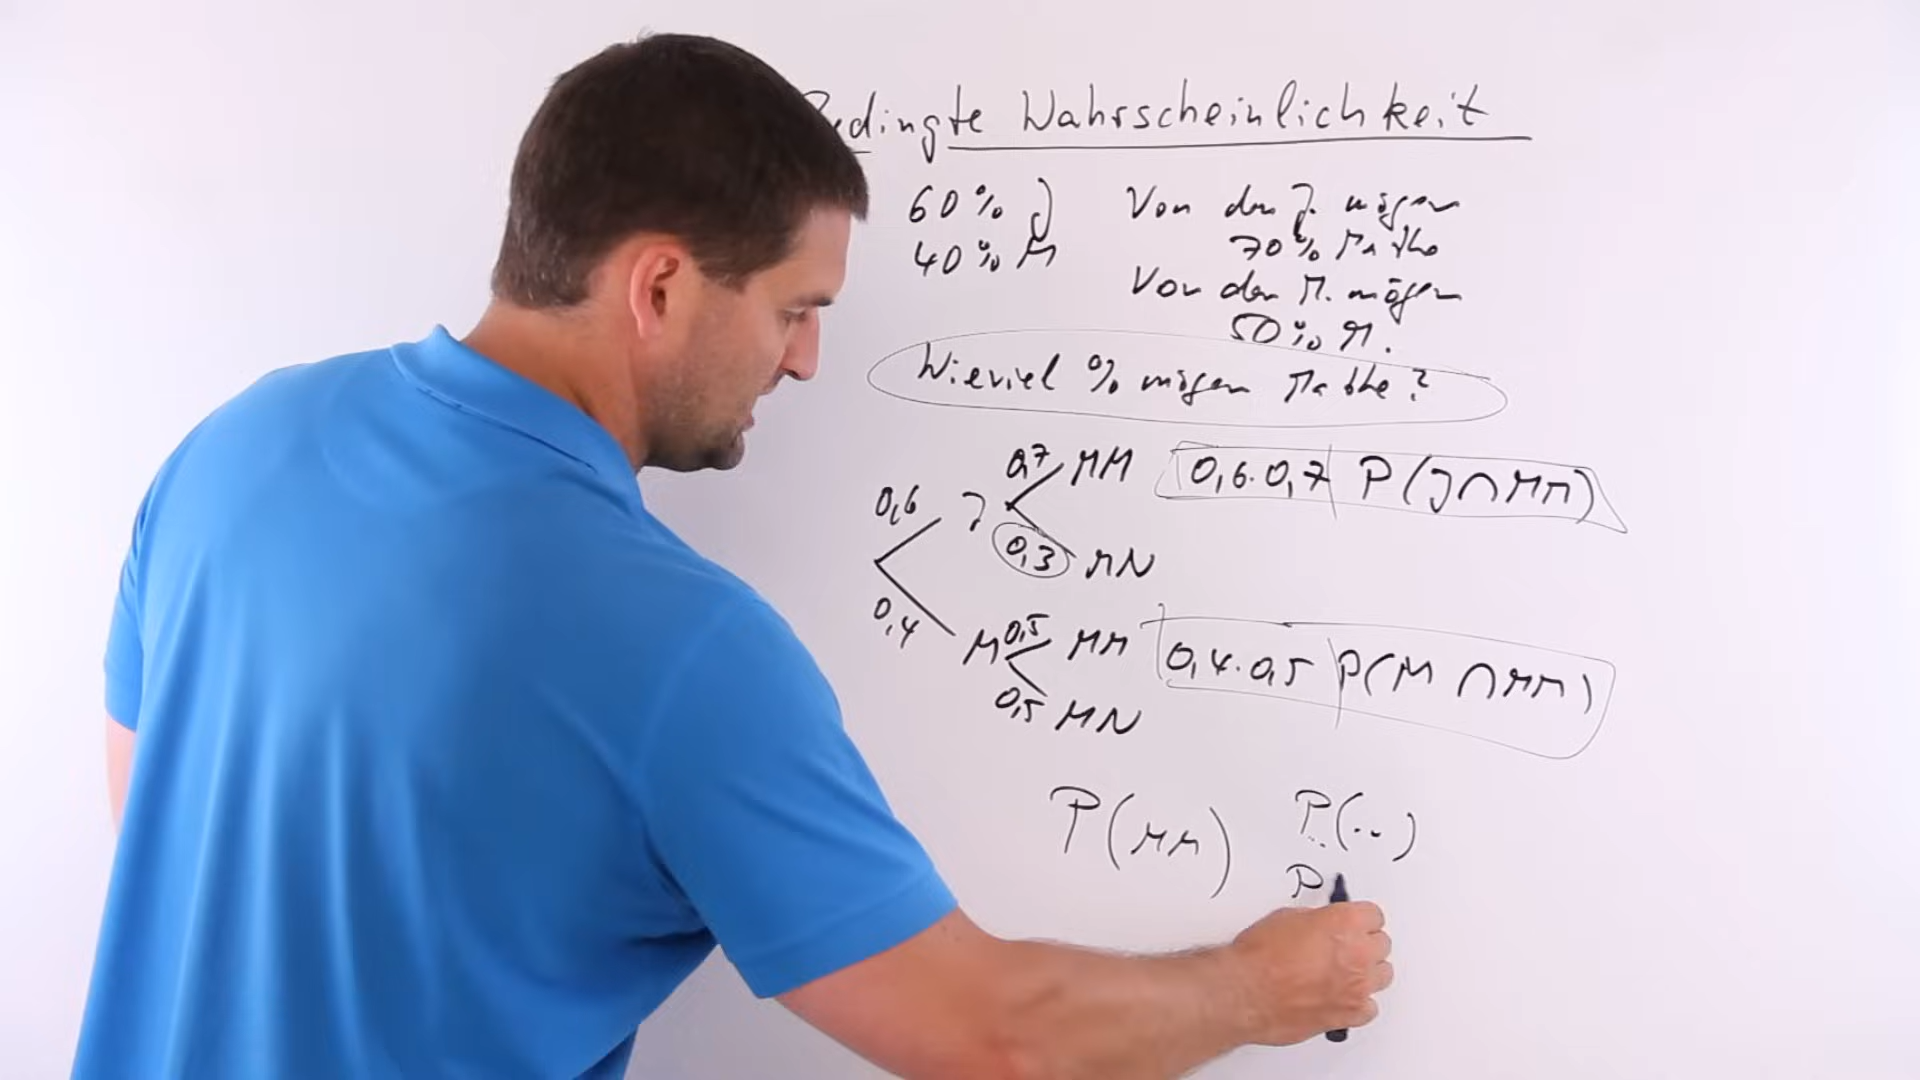 Bedingte Wahrscheinlichkeit
60% J
40% M
Von den J. mögen
70% Mathe
Von den M. mögen
50% M.
Wieviel % mögen Mathe?
0,6 J 0,7 MM
0,6·0,7 | P(J∩MM)
0,3 MN
0,4 M 0,5 MM
0,4·0,5 | P(M∩MM)
0,5 MN
P(MM) P...(..)
P